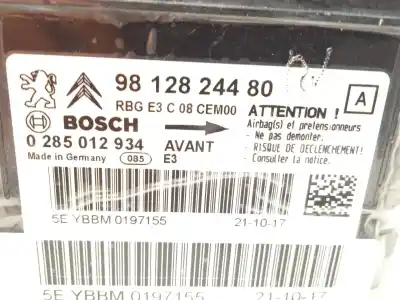 98 128 244 80
RBG E3 C 08 CEM00
A
BOSCH
ATTENTION !
Airbag(s) et pretensionneurs
- Ne pas demonter.
RISQUE DE DECLENCHEMENT!
- Consulter la notice.
0 285 012 934
AVANT
Made in Germany
085
E3
5E YBBM 0197155
21-10-17
5E YBBM 0197155
21-10-17